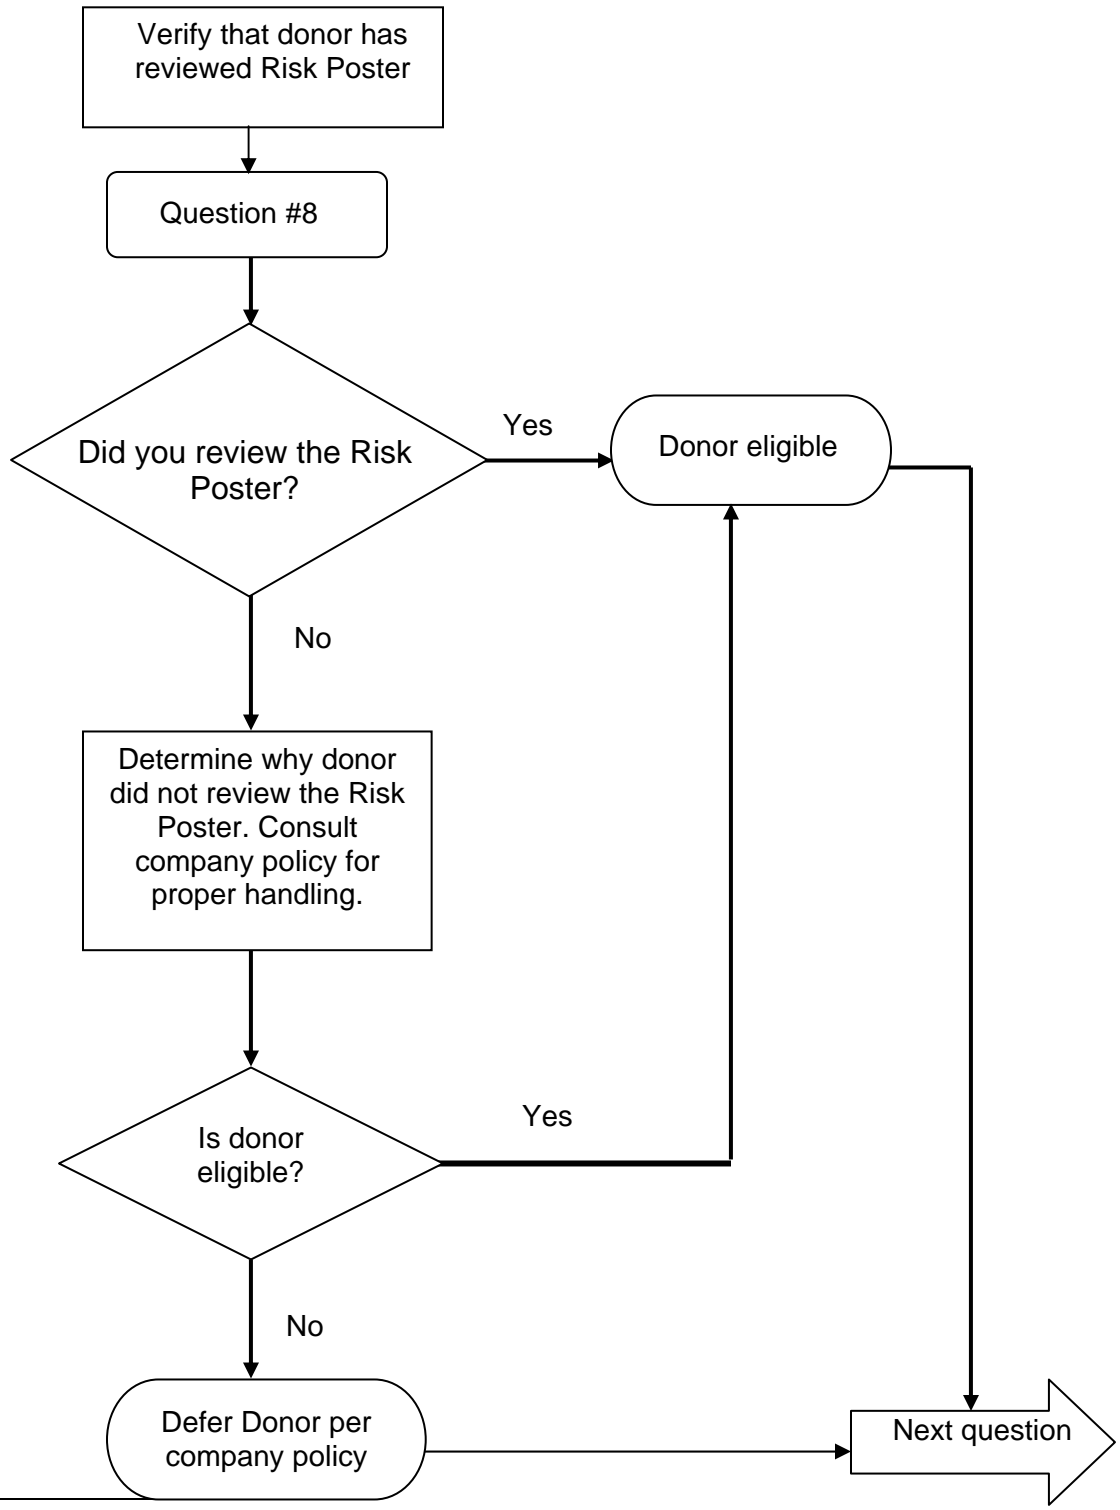 Verify that donor has
reviewed Risk Poster
Question #8
Did you review the Risk
Poster?
Yes
Donor eligible
No
Determine why donor
did not review the Risk
Poster. Consult
company policy for
proper handling.
Is donor
eligible?
Yes
No
Defer Donor per
company policy
Next question